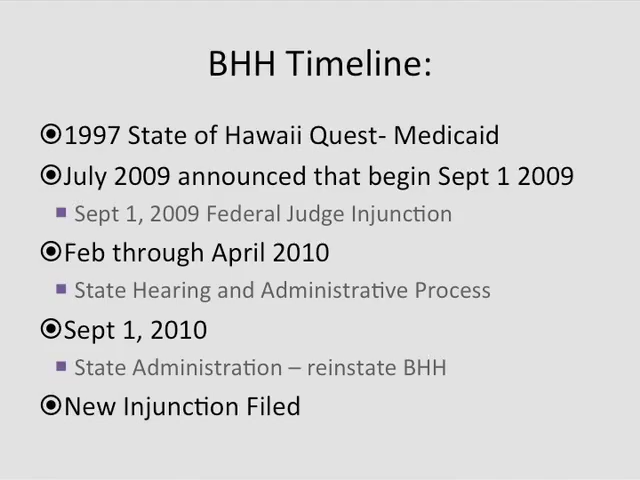 BHH Timeline:
1997 State of Hawaii Quest- Medicaid
July 2009 announced that begin Sept 1 2009
Sept 1, 2009 Federal Judge Injunction
Feb through April 2010
State Hearing and Administrative Process
Sept 1, 2010
State Administration – reinstate BHH
New Injunction Filed